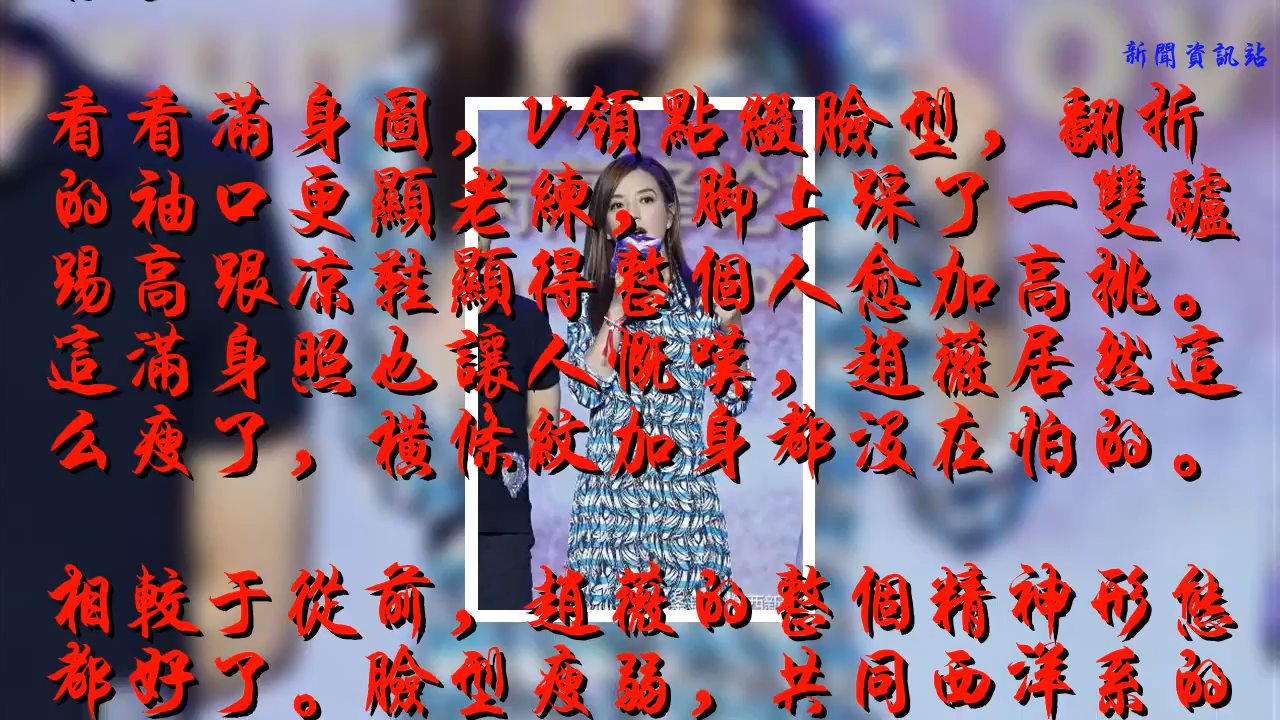 新聞資訊站
看看滿身圖，V領點綴臉型，翻折
的袖口更顯老練，腳上踩了一雙驢
踢高跟凉鞋顯得整個人愈加高挑。
這滿身照也讓人慨嘆，趙薇居然這
么瘦了，橫條紋加身都沒在怕的。
相較于從前，趙薇的整個精神形態
都好了。臉型瘦弱，共同西洋系的